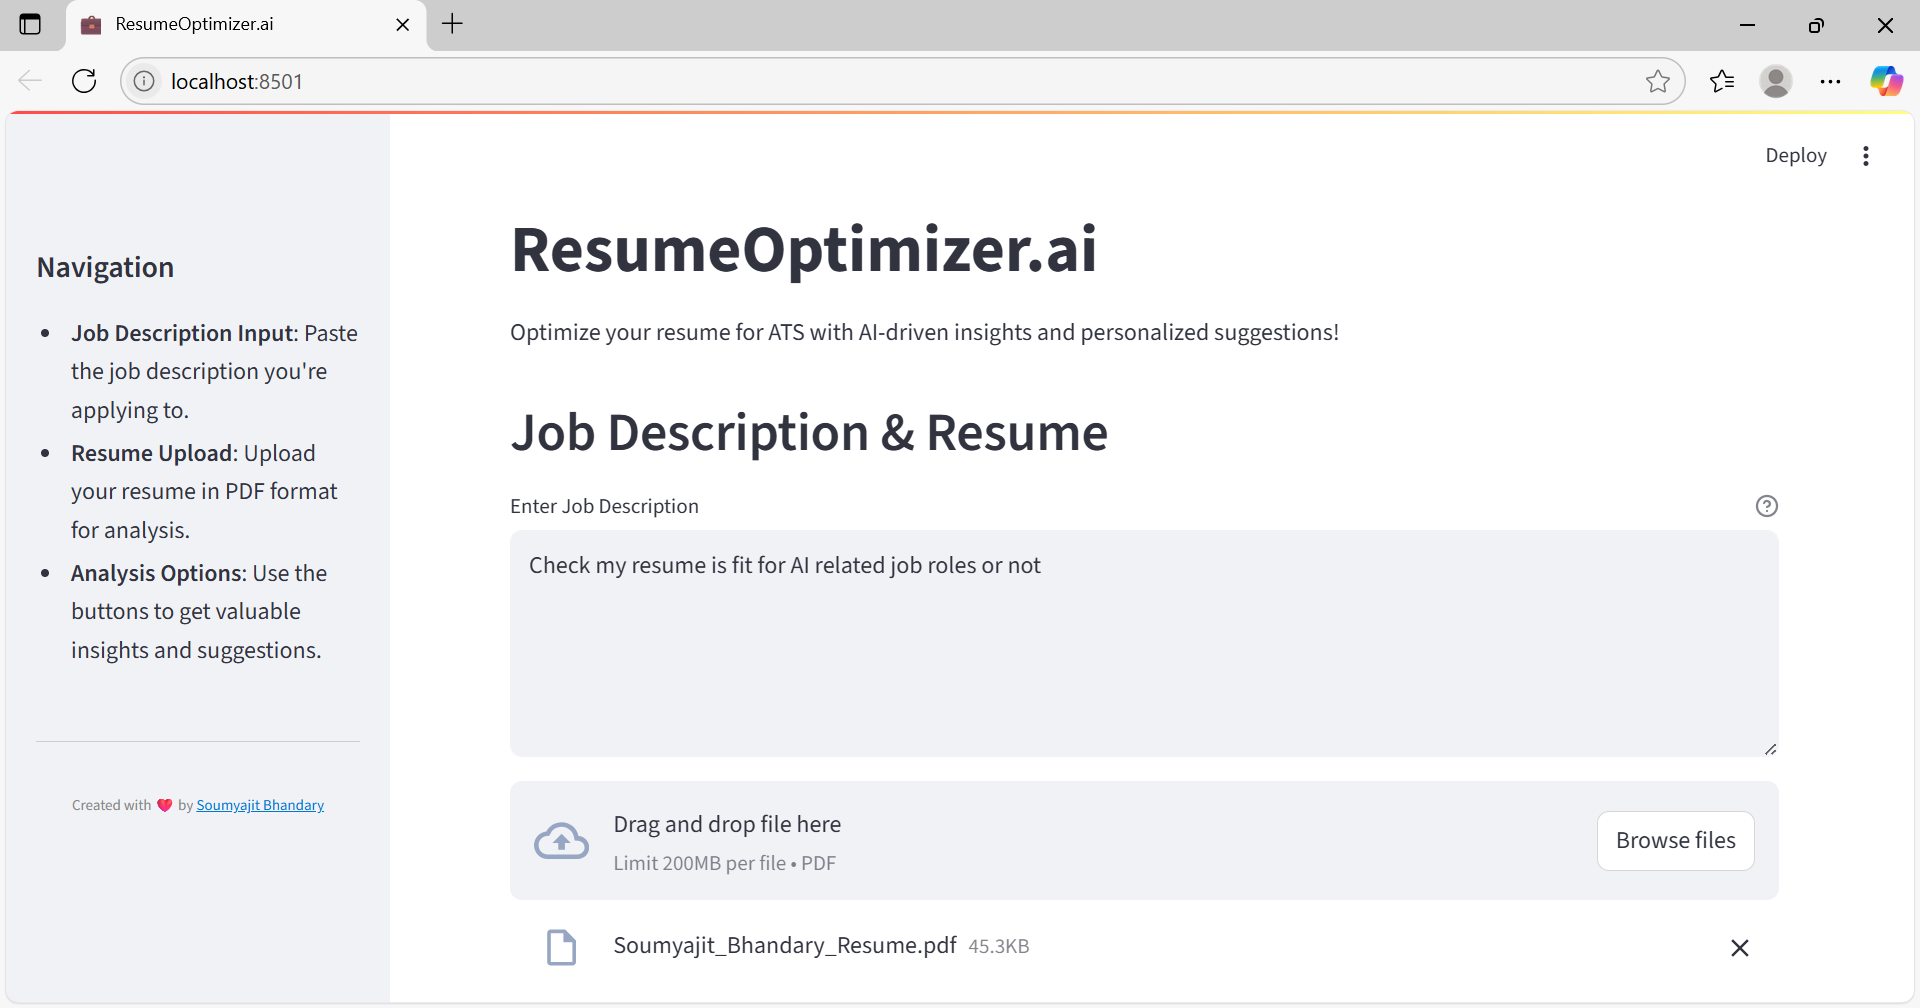 ResumeOptimizer.ai
localhost:8501
Deploy
Navigation
Job Description Input: Paste
the job description you're
applying to.
Resume Upload: Upload
your resume in PDF format
for analysis.
Analysis Options: Use the
buttons to get valuable
insights and suggestions.
Created with ❤️ by Soumyajit Bhandary
ResumeOptimizer.ai
Optimize your resume for ATS with AI-driven insights and personalized suggestions!
Job Description & Resume
Enter Job Description
Check my resume is fit for AI related job roles or not
Drag and drop file here
Limit 200MB per file • PDF
Browse files
Soumyajit_Bhandary_Resume.pdf 45.3KB